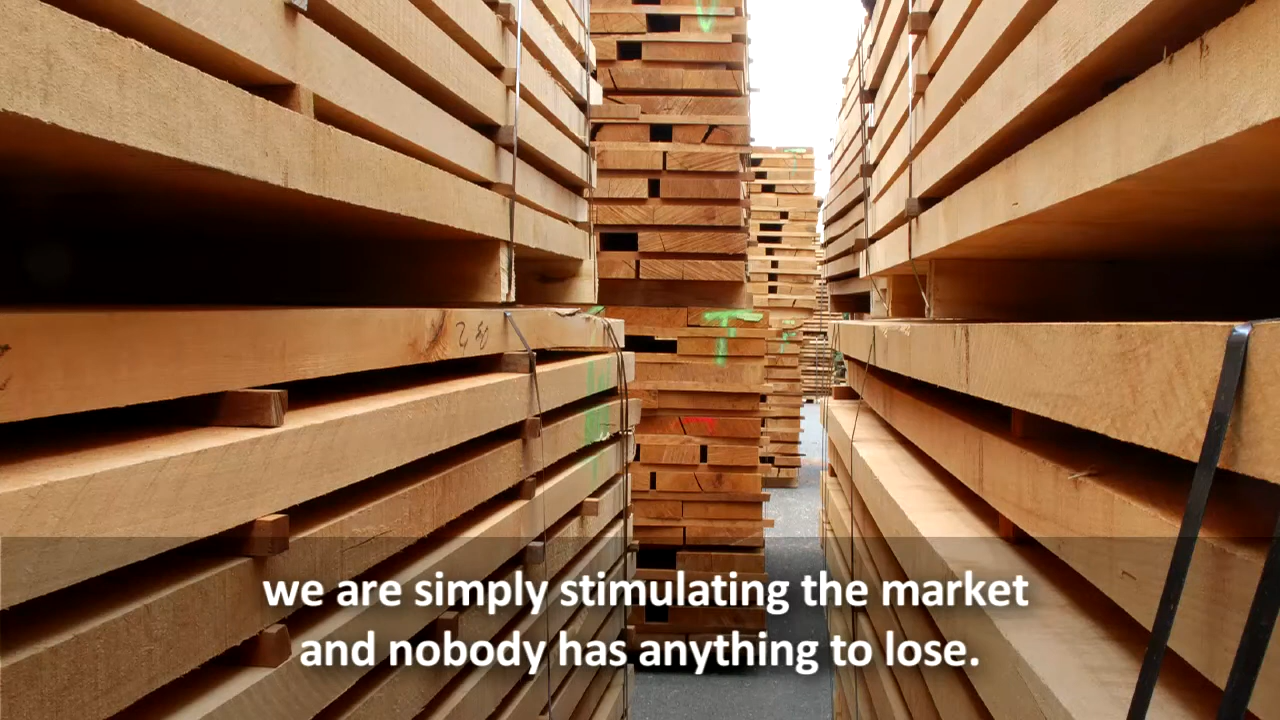 we are simply stimulating the market
and nobody has anything to lose.